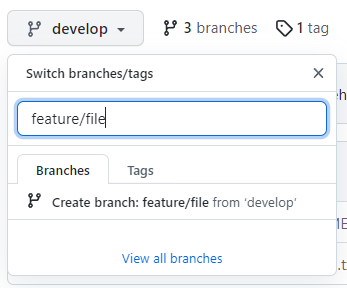 develop 3 branches 1 tag
Switch branches/tags
feature/file
Branches Tags
Create branch: feature/file from ‘develop’
View all branches